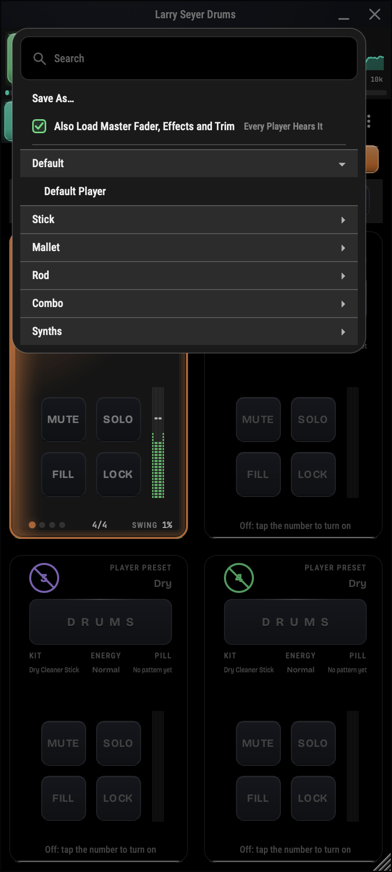 Larry Seyer Drums
Search
10k
Save As...
Also Load Master Fader, Effects and Trim Every Player Hears It
Default
Default Player
Stick
Mallet
Rod
Combo
Synths
MUTE SOLO
FILL LOCK
4/4 SWING 1%
MUTE SOLO
FILL LOCK
Off: tap the number to turn on
3 PLAYER PRESET
Dry
DRUMS
KIT ENERGY PILL
Dry Cleaner Stick Normal No pattern yet
MUTE SOLO
FILL LOCK
Off: tap the number to turn on
4 PLAYER PRESET
Dry
DRUMS
KIT ENERGY PILL
Dry Cleaner Stick Normal No pattern yet
MUTE SOLO
FILL LOCK
Off: tap the number to turn on